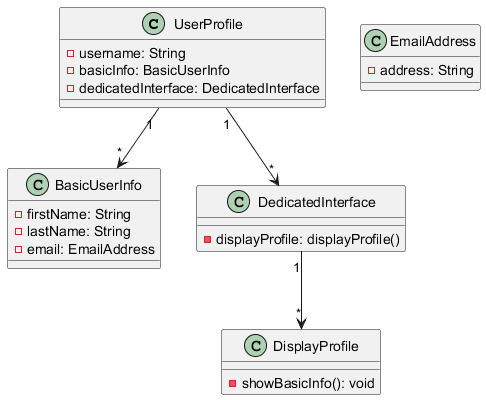 C UserProfile
username: String
basicInfo: BasicUserInfo
dedicatedInterface: DedicatedInterface
C EmailAddress
address: String
1
1
*
*
C BasicUserInfo
firstName: String
lastName: String
email: EmailAddress
C DedicatedInterface
displayProfile: displayProfile()
1
*
C DisplayProfile
showBasicInfo(): void